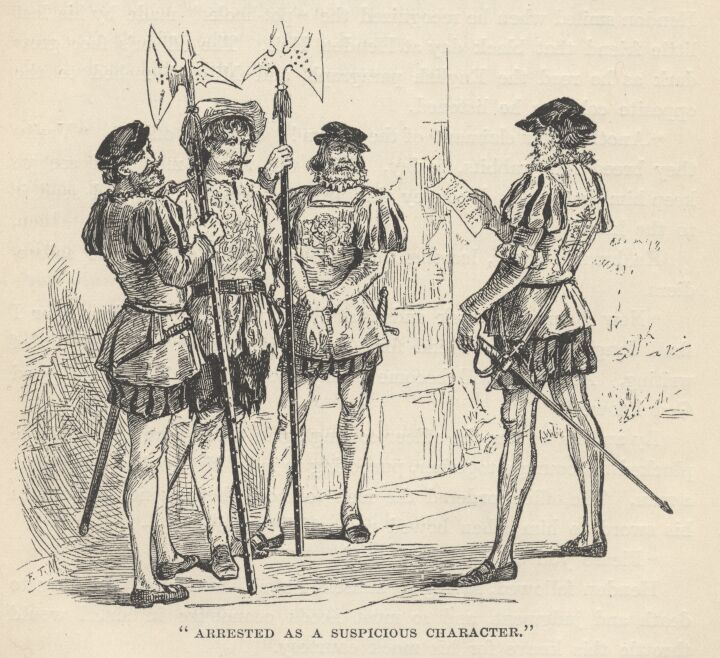 F.T.M.
“ ARRESTED AS A SUSPICIOUS CHARACTER.”